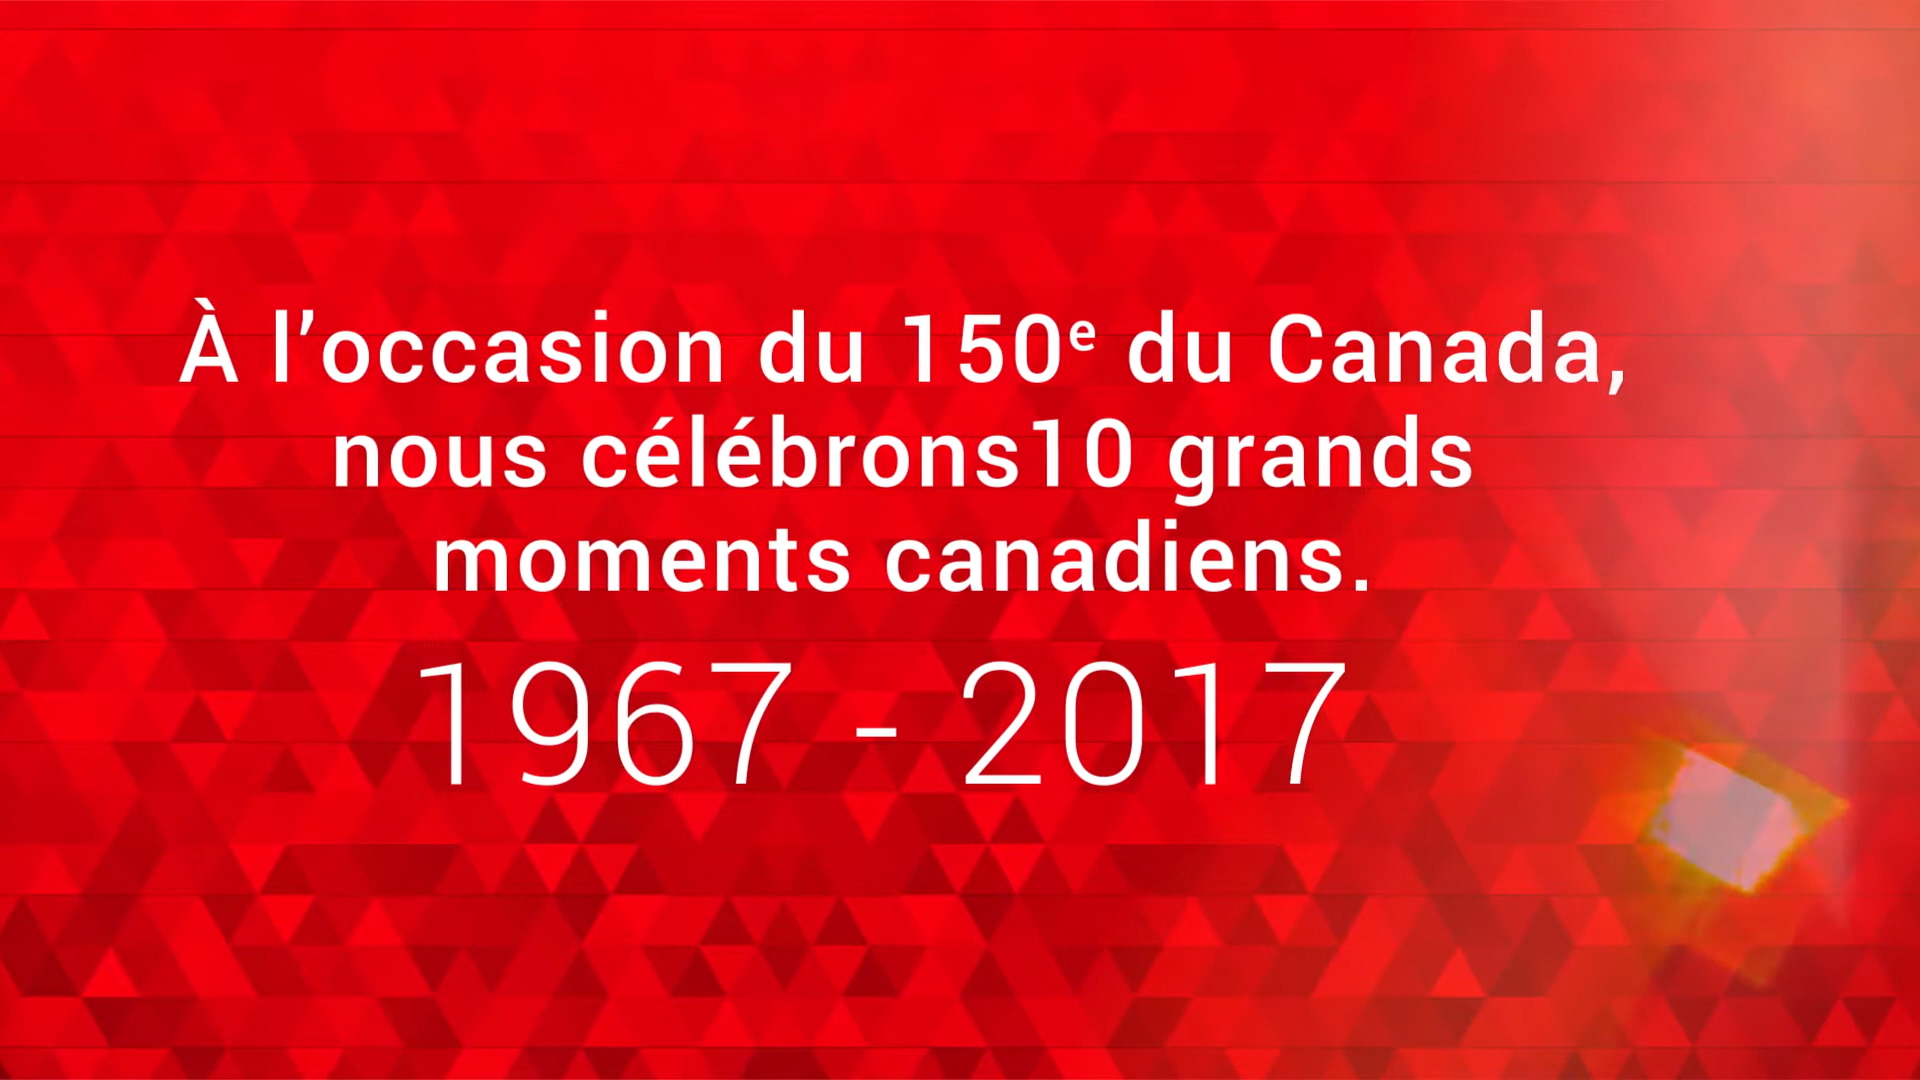 À l’occasion du 150e du Canada,
nous célébrons10 grands
moments canadiens.
1967 - 2017